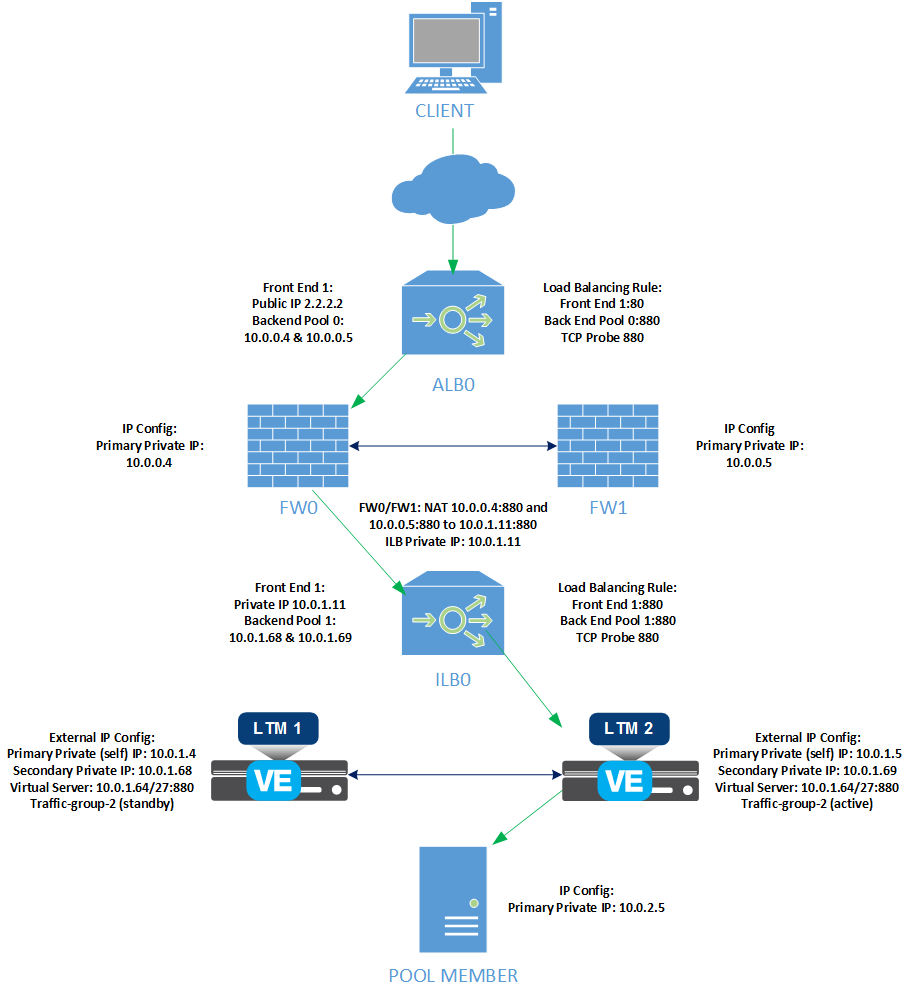 CLIENT
Front End 1:
Public IP 2.2.2.2
Backend Pool 0:
10.0.0.4 & 10.0.0.5
Load Balancing Rule:
Front End 1:80
Back End Pool 0:880
TCP Probe 880
ALB0
IP Config:
Primary Private IP:
10.0.0.4
IP Config
Primary Private IP:
10.0.0.5
FW0
FW1
FW0/FW1: NAT 10.0.0.4:880 and
10.0.0.5:880 to 10.0.1.11:880
ILB Private IP: 10.0.1.11
Front End 1:
Private IP 10.0.1.11
Backend Pool 1:
10.0.1.68 & 10.0.1.69
Load Balancing Rule:
Front End 1:880
Back End Pool 1:880
TCP Probe 880
ILB0
External IP Config:
Primary Private (self) IP: 10.0.1.4
Secondary Private IP: 10.0.1.68
Virtual Server: 10.0.1.64/27:880
Traffic-group-2 (standby)
LTM 1
VE
LTM 2
VE
External IP Config:
Primary Private (self) IP: 10.0.1.5
Secondary Private IP: 10.0.1.69
Virtual Server: 10.0.1.64/27:880
Traffic-group-2 (active)
IP Config:
Primary Private IP: 10.0.2.5
POOL MEMBER